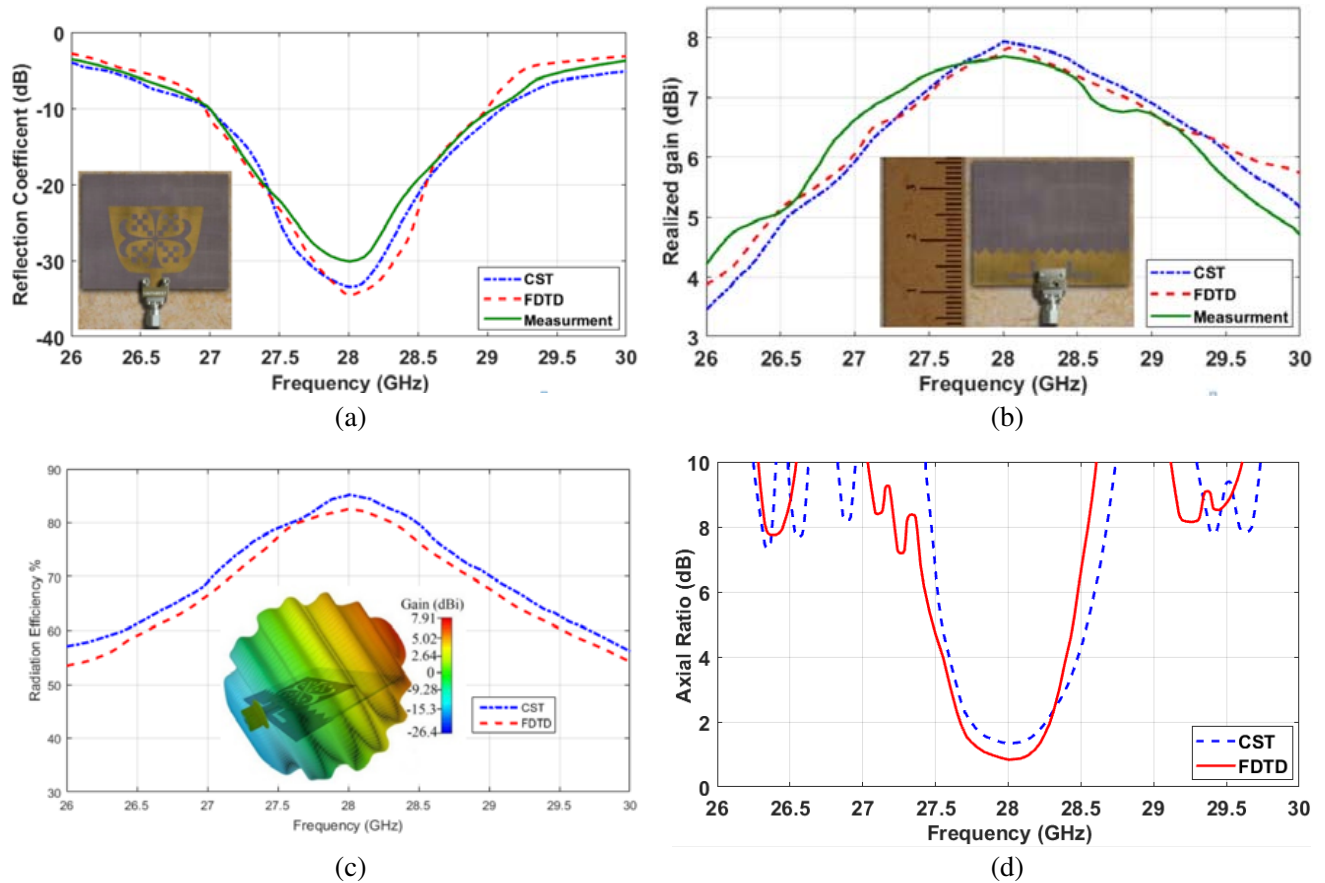 0
-10
-20
-30
-40
Reflection Coefficent (dB)
CST
FDTD
Measurment
26 26.5 27 27.5 28 28.5 29 29.5 30
Frequency (GHz)
(a)
8
7
6
5
4
3
Realized gain (dBi)
3
2
1
CST
FDTD
Measurment
26 26.5 27 27.5 28 28.5 29 29.5 30
Frequency (GHz)
(b)
90
80
70
60
50
40
30
Radiation Efficiency %
Gain (dBi)
7.91
5.02
2.64
0
-9.28
-15.3
-26.4
CST
FDTD
26 26.5 27 27.5 28 28.5 29 29.5 30
Frequency (GHz)
(c)
10
8
6
4
2
0
Axial Ratio (dB)
CST
FDTD
26 26.5 27 27.5 28 28.5 29 29.5 30
Frequency (GHz)
(d)